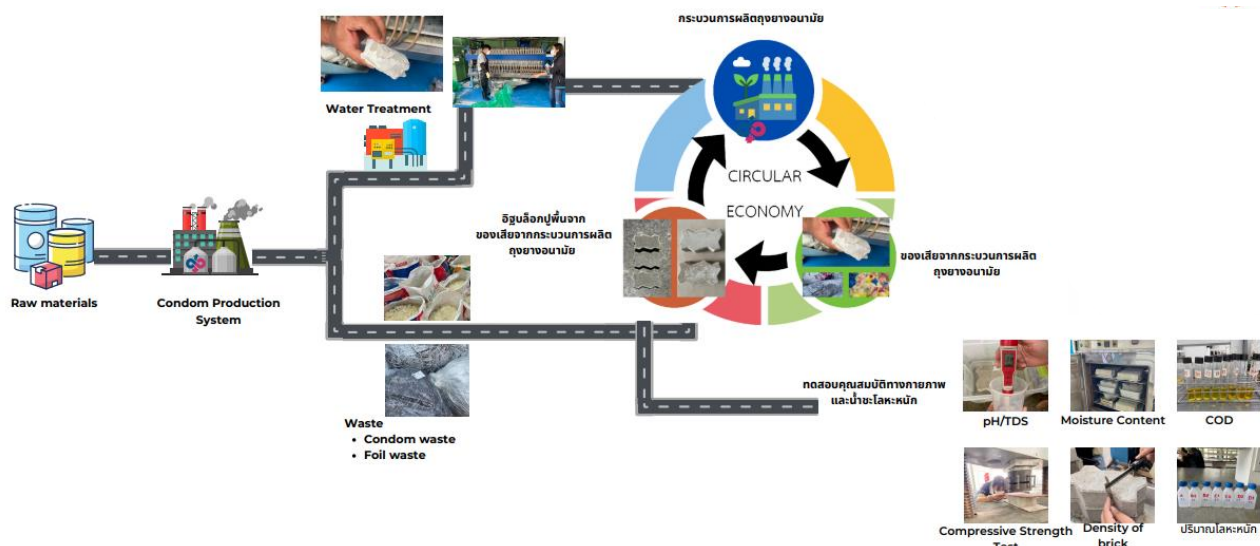 กระบวนการผลิตถุงยางอนามัย
Water Treatment
CIRCULAR
ECONOMY
อิฐบล็อกปูพื้นจาก
ของเสียจากกระบวนการผลิต
ถุงยางอนามัย
ของเสียจากกระบวนการผลิต
ถุงยางอนามัย
Raw materials
Condom Production
System
Waste
• Condom waste
• Foil waste
ทดสอบคุณสมบัติทางกายภาพ
และน้ำชะโลหะหนัก
pH/TDS
Moisture Content
COD
Compressive Strength
Test
Density of
brick
ปริมาณโลหะหนัก